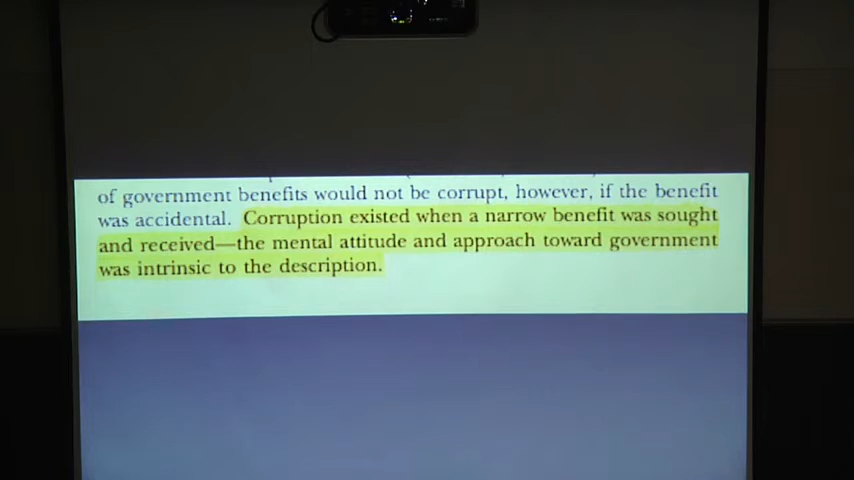 of government benefits would not be corrupt, however, if the benefit
was accidental. Corruption existed when a narrow benefit was sought
and received—the mental attitude and approach toward government
was intrinsic to the description.